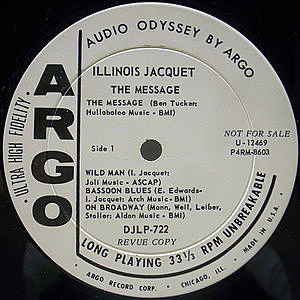 AUDIO ODYSSEY BY ARGO
ULTRA HIGH FIDELITY
ARGO
ILLINOIS JACQUET
THE MESSAGE
THE MESSAGE (Ben Tucker:
Hullabaloo Music - BMI)
NOT FOR SALE
U-12469
P4RM-8603
Side 1
WILD MAN (I. Jacquet:
Joli Music - ASCAP)
BASSOON BLUES (E. Edwards-
I. Jacquet: Arch Music - BMI)
ON BROADWAY (Mann, Weil, Leiber,
Stoller; Aldon Music - BMI)
DJLP-722
REVUE COPY
LONG PLAYING 33⅓ RPM UNBREAKABLE
ARGO RECORD CORP. CHICAGO, ILL. MADE IN U.S.A.